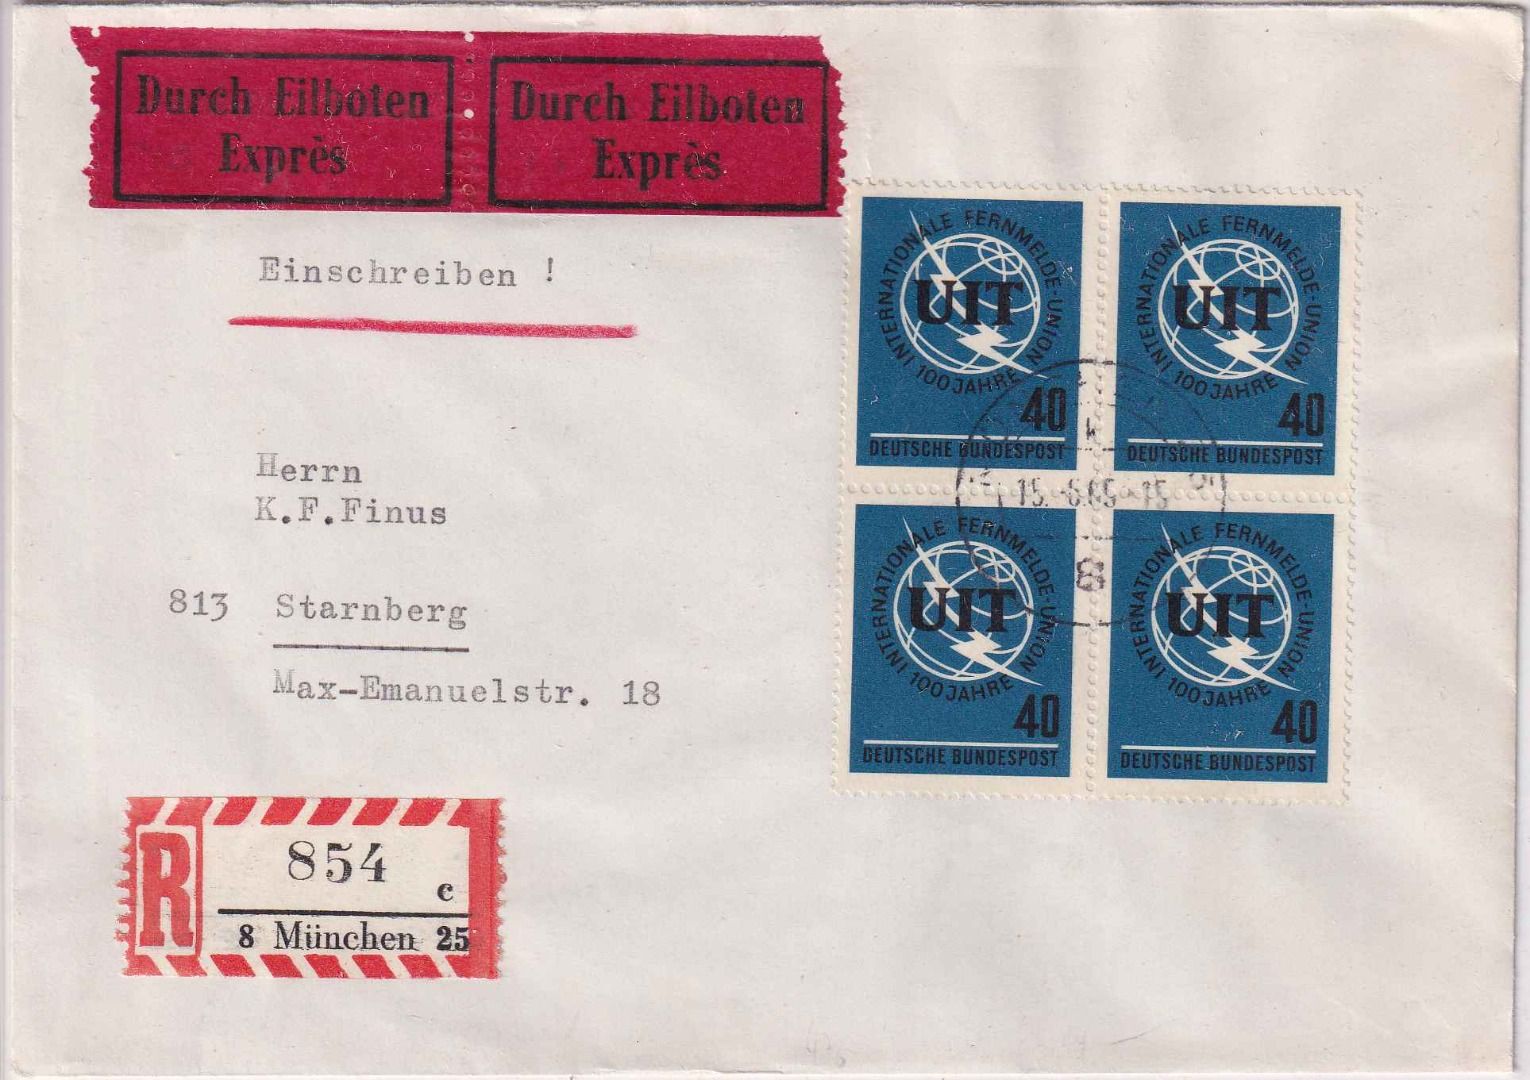 Durch Eilboten
Exprès
Durch Eilboten
Exprès
Einschreiben !
Herrn
K.F.Finus
813 Starnberg
Max-Emanuelstr. 18
R
854
c
8 München 25
INTERNATIONALE FERNMELDE-UNION
100 JAHRE
UIT
40
DEUTSCHE BUNDESPOST
INTERNATIONALE FERNMELDE-UNION
100 JAHRE
UIT
40
DEUTSCHE BUNDESPOST
INTERNATIONALE FERNMELDE-UNION
100 JAHRE
UIT
40
DEUTSCHE BUNDESPOST
INTERNATIONALE FERNMELDE-UNION
100 JAHRE
UIT
40
DEUTSCHE BUNDESPOST